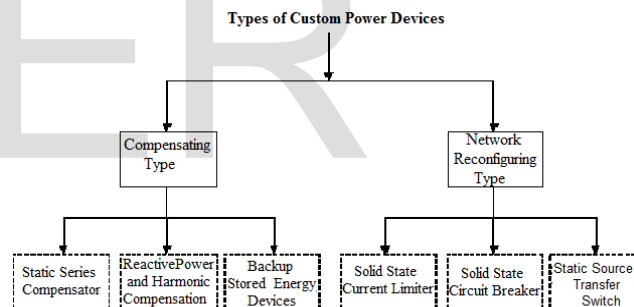 Types of Custom Power Devices
Compensating
Type
Network
Reconfiguring
Type
Static Series
Compensator
ReactivePower
and Harmonic
Compensation
Backup
Stored Energy
Devices
Solid State
Current Limiter
Solid State
Circuit Breaker
Static Source
Transfer
Switch
ER